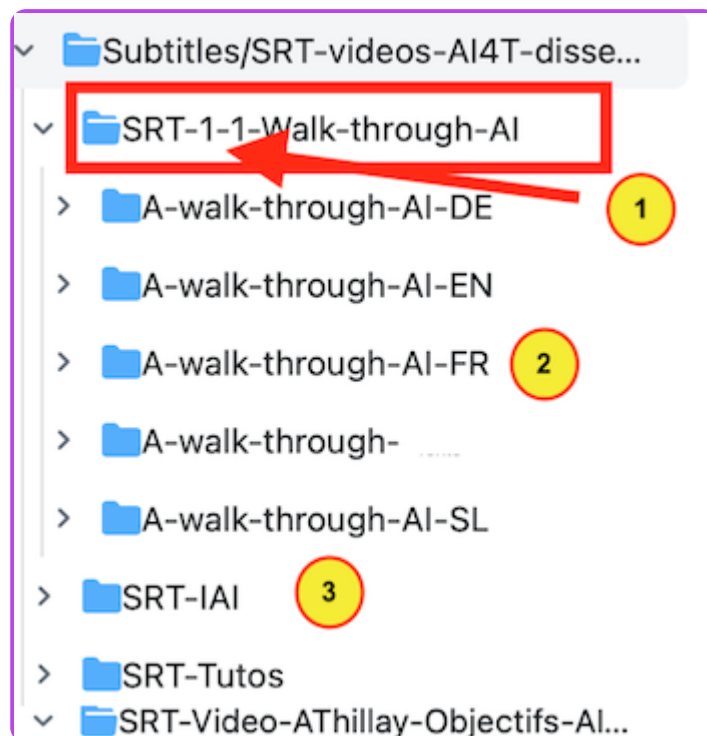 Subtitles/SRT-videos-AI4T-disse...
SRT-1-1-Walk-through-AI
A-walk-through-AI-DE
1
A-walk-through-AI-EN
A-walk-through-AI-FR
2
A-walk-through-
A-walk-through-AI-SL
SRT-IAI
3
SRT-Tutos
SRT-Video-AThillay-Objectifs-AI...